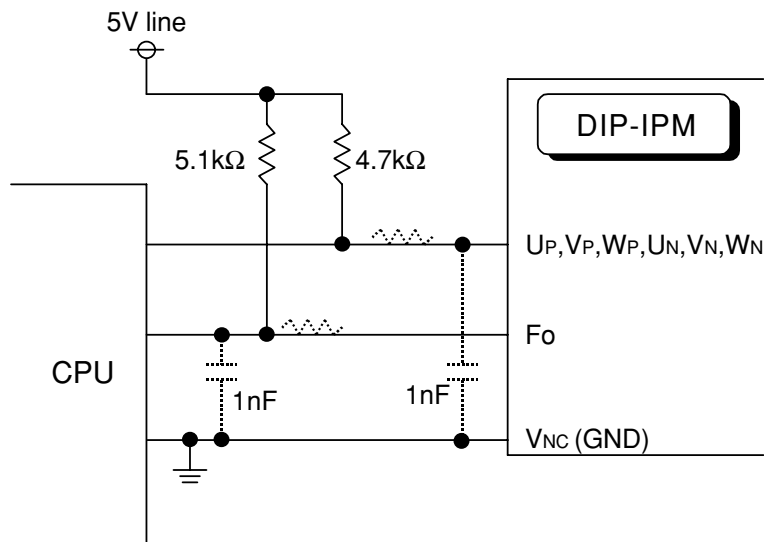 5V line
DIP-IPM
5.1kΩ
4.7kΩ
UP,VP,WP,UN,VN,WN
Fo
CPU
1nF
1nF
VNC (GND)